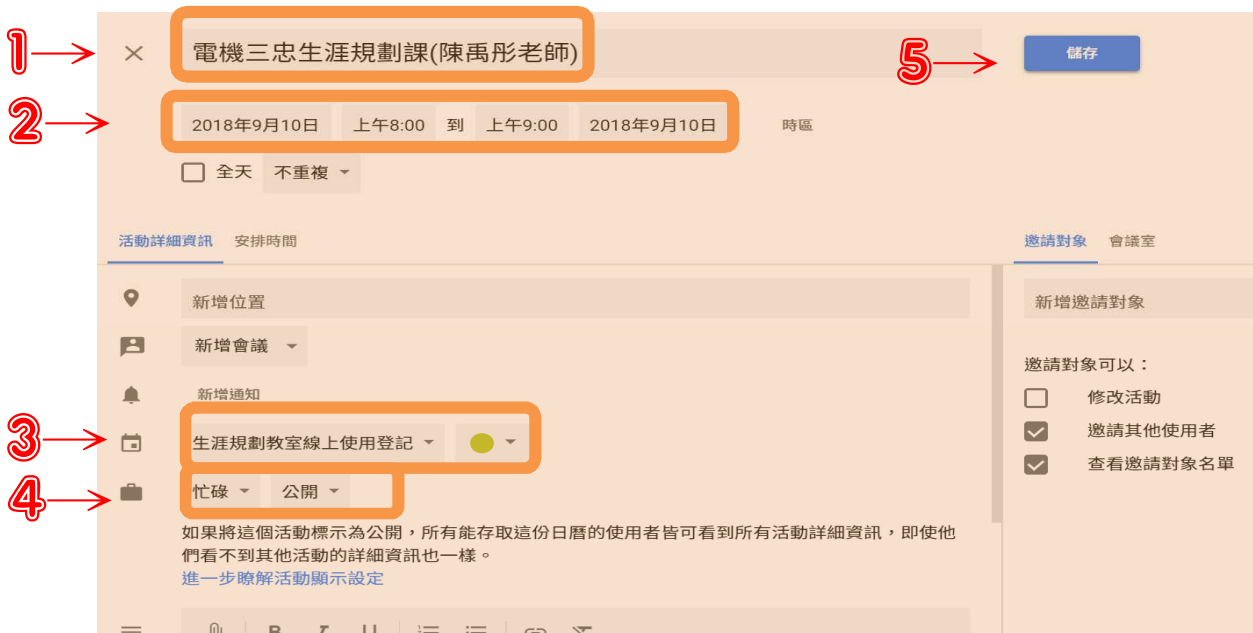 1
電機三忠生涯規劃課(陳禹彤老師)
5
儲存
2
2018年9月10日 上午8:00 到 上午9:00 2018年9月10日 時區
全天 不重複
活動詳細資訊 安排時間
邀請對象 會議室
新增位置
新增邀請對象
新增會議
邀請對象可以：
新增通知
修改活動
3
生涯規劃教室線上使用登記
邀請其他使用者
查看邀請對象名單
4
忙碌 公開
如果將這個活動標示為公開，所有能存取這份日曆的使用者皆可看到所有活動詳細資訊，即使他
們看不到其他活動的詳細資訊也一樣。
進一步瞭解活動顯示設定
B I U